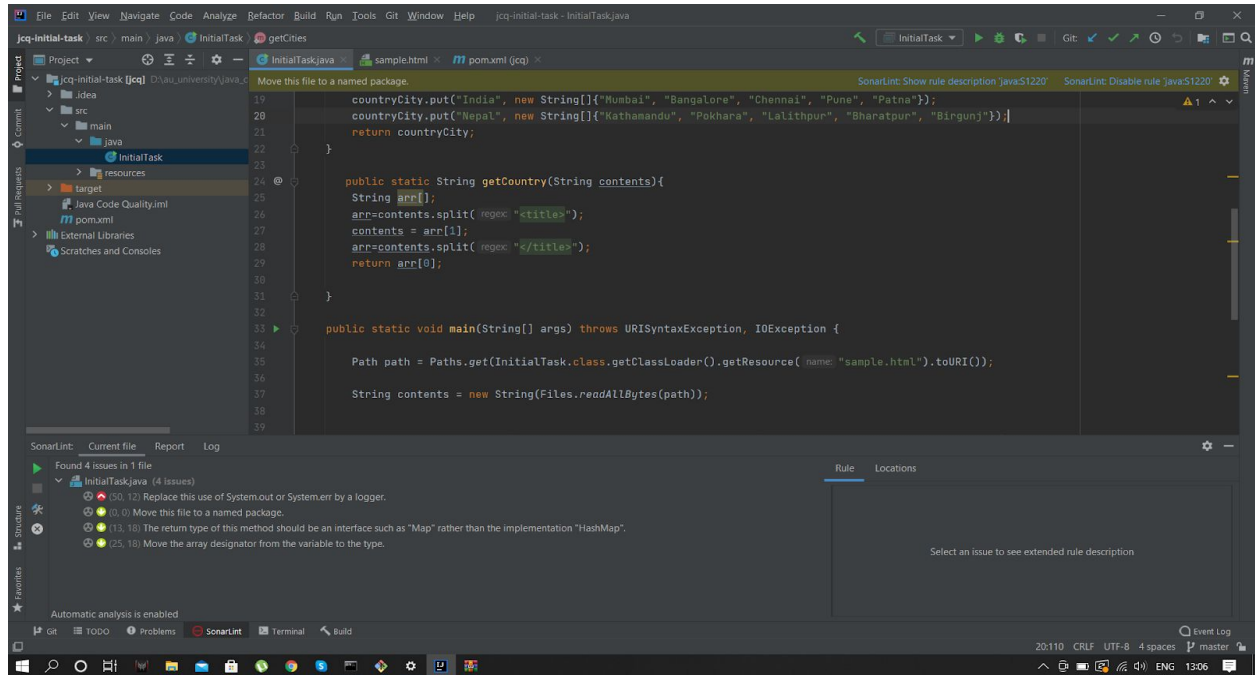 File Edit View Navigate Code Analyze Refactor Build Run Tools Git Window Help jcq-initial-task - InitialTask.java
jcq-initial-task src main java InitialTask getCities InitialTask Git:
Project InitialTask.java sample.html pom.xml (jcq)
jcq-initial-task [jcq] D:\au_university\java_c
Move this file to a named package. SonarLint: Show rule description 'java:S1220' SonarLint: Disable rule 'java:S1220'
.idea
src
main
java
InitialTask
resources
target
Java Code Quality.iml
pom.xml
External Libraries
Scratches and Consoles
Project
Commit
Pull Requests
Structure
Favorites
Maven
1
19 countryCity.put("India", new String[]{"Mumbai", "Bangalore", "Chennai", "Pune", "Patna"});
20 countryCity.put("Nepal", new String[]{"Kathamandu", "Pokhara", "Lalithpur", "Bharatpur", "Birgunj"});
21 return countryCity;
22 }
23
24 @ public static String getCountry(String contents){
25 String arr[];
26 arr=contents.split( regex: "<title>");
27 contents = arr[1];
28 arr=contents.split( regex: "</title>");
29 return arr[0];
30
31 }
32
33 public static void main(String[] args) throws URISyntaxException, IOException {
34
35 Path path = Paths.get(InitialTask.class.getClassLoader().getResource( name: "sample.html").toURI());
36
37 String contents = new String(Files.readAllBytes(path));
38
39
SonarLint: Current file Report Log
Found 4 issues in 1 file
InitialTask.java (4 issues)
(50, 12) Replace this use of System.out or System.err by a logger.
(0, 0) Move this file to a named package.
(13, 18) The return type of this method should be an interface such as "Map" rather than the implementation "HashMap".
(25, 18) Move the array designator from the variable to the type.
Automatic analysis is enabled
Rule Locations
Select an issue to see extended rule description
Git TODO Problems SonarLint Terminal Build Event Log
20:110 CRLF UTF-8 4 spaces master
ENG 13:06